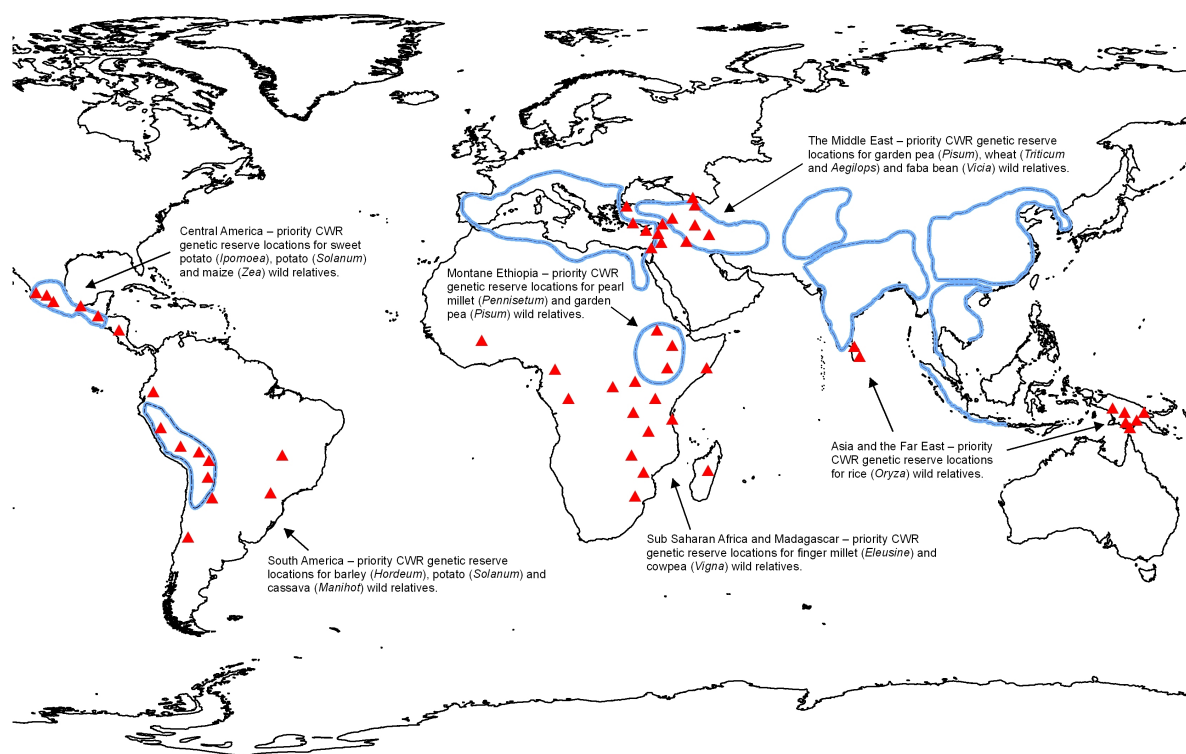 The Middle East – priority CWR genetic reserve
locations for garden pea (Pisum), wheat (Triticum
and Aegilops) and faba bean (Vicia) wild relatives.
Central America – priority CWR
genetic reserve locations for sweet
potato (Ipomoea), potato (Solanum)
and maize (Zea) wild relatives.
Montane Ethiopia – priority CWR
genetic reserve locations for pearl
millet (Pennisetum) and garden
pea (Pisum) wild relatives.
Asia and the Far East – priority
CWR genetic reserve locations
for rice (Oryza) wild relatives.
Sub Saharan Africa and Madagascar – priority CWR
genetic reserve locations for finger millet (Eleusine) and
cowpea (Vigna) wild relatives.
South America – priority CWR genetic reserve
locations for barley (Hordeum), potato (Solanum) and
cassava (Manihot) wild relatives.